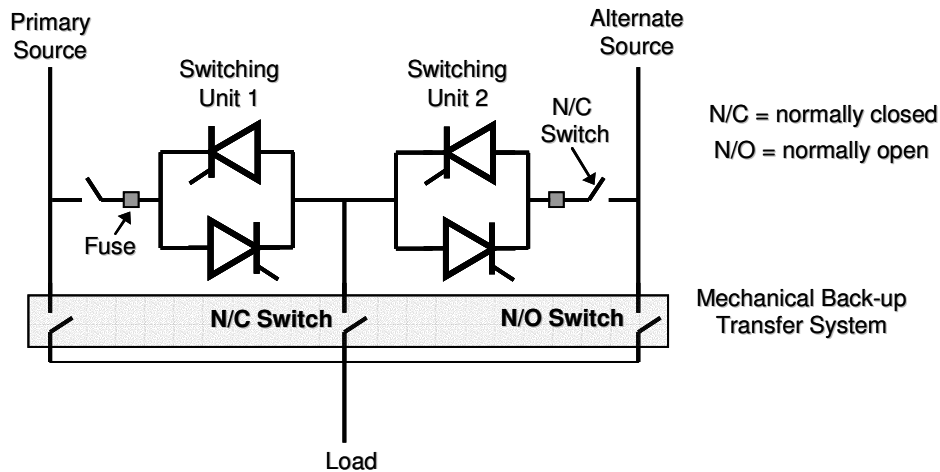 Primary
Source
Alternate
Source
Switching
Unit 1
Switching
Unit 2
N/C
Switch
N/C = normally closed
N/O = normally open
Fuse
N/C Switch
N/O Switch
Mechanical Back-up
Transfer System
Load